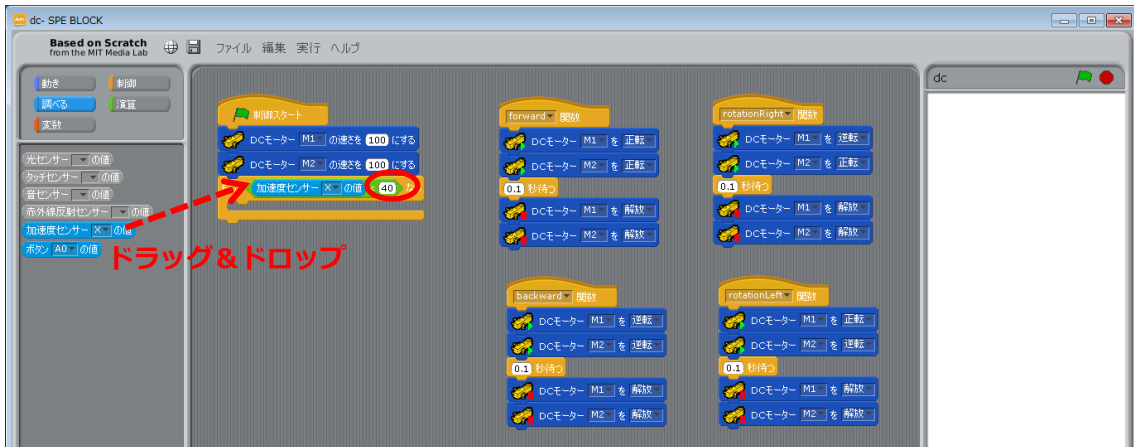 dc- SPE BLOCK
Based on Scratch
from the MIT Media Lab
ファイル 編集 実行 ヘルプ
動き 制御
調べる 演算
変数
光センサー の値
タッチセンサー の値
音センサー の値
赤外線反射センサー の値
加速度センサー X の値
ボタン A0 の値
ドラッグ&ドロップ
制御スタート
DCモーター M1 の速さを 100 にする
DCモーター M2 の速さを 100 にする
加速度センサー X の値 < 40
forward 関数
DCモーター M1 を 正転
DCモーター M2 を 正転
0.1 秒待つ
DCモーター M1 を 解放
DCモーター M2 を 解放
rotationRight 関数
DCモーター M1 を 逆転
DCモーター M2 を 正転
0.1 秒待つ
DCモーター M1 を 解放
DCモーター M2 を 解放
backward 関数
DCモーター M1 を 逆転
DCモーター M2 を 逆転
0.1 秒待つ
DCモーター M1 を 解放
DCモーター M2 を 解放
rotationLeft 関数
DCモーター M1 を 正転
DCモーター M2 を 逆転
0.1 秒待つ
DCモーター M1 を 解放
DCモーター M2 を 解放
dc